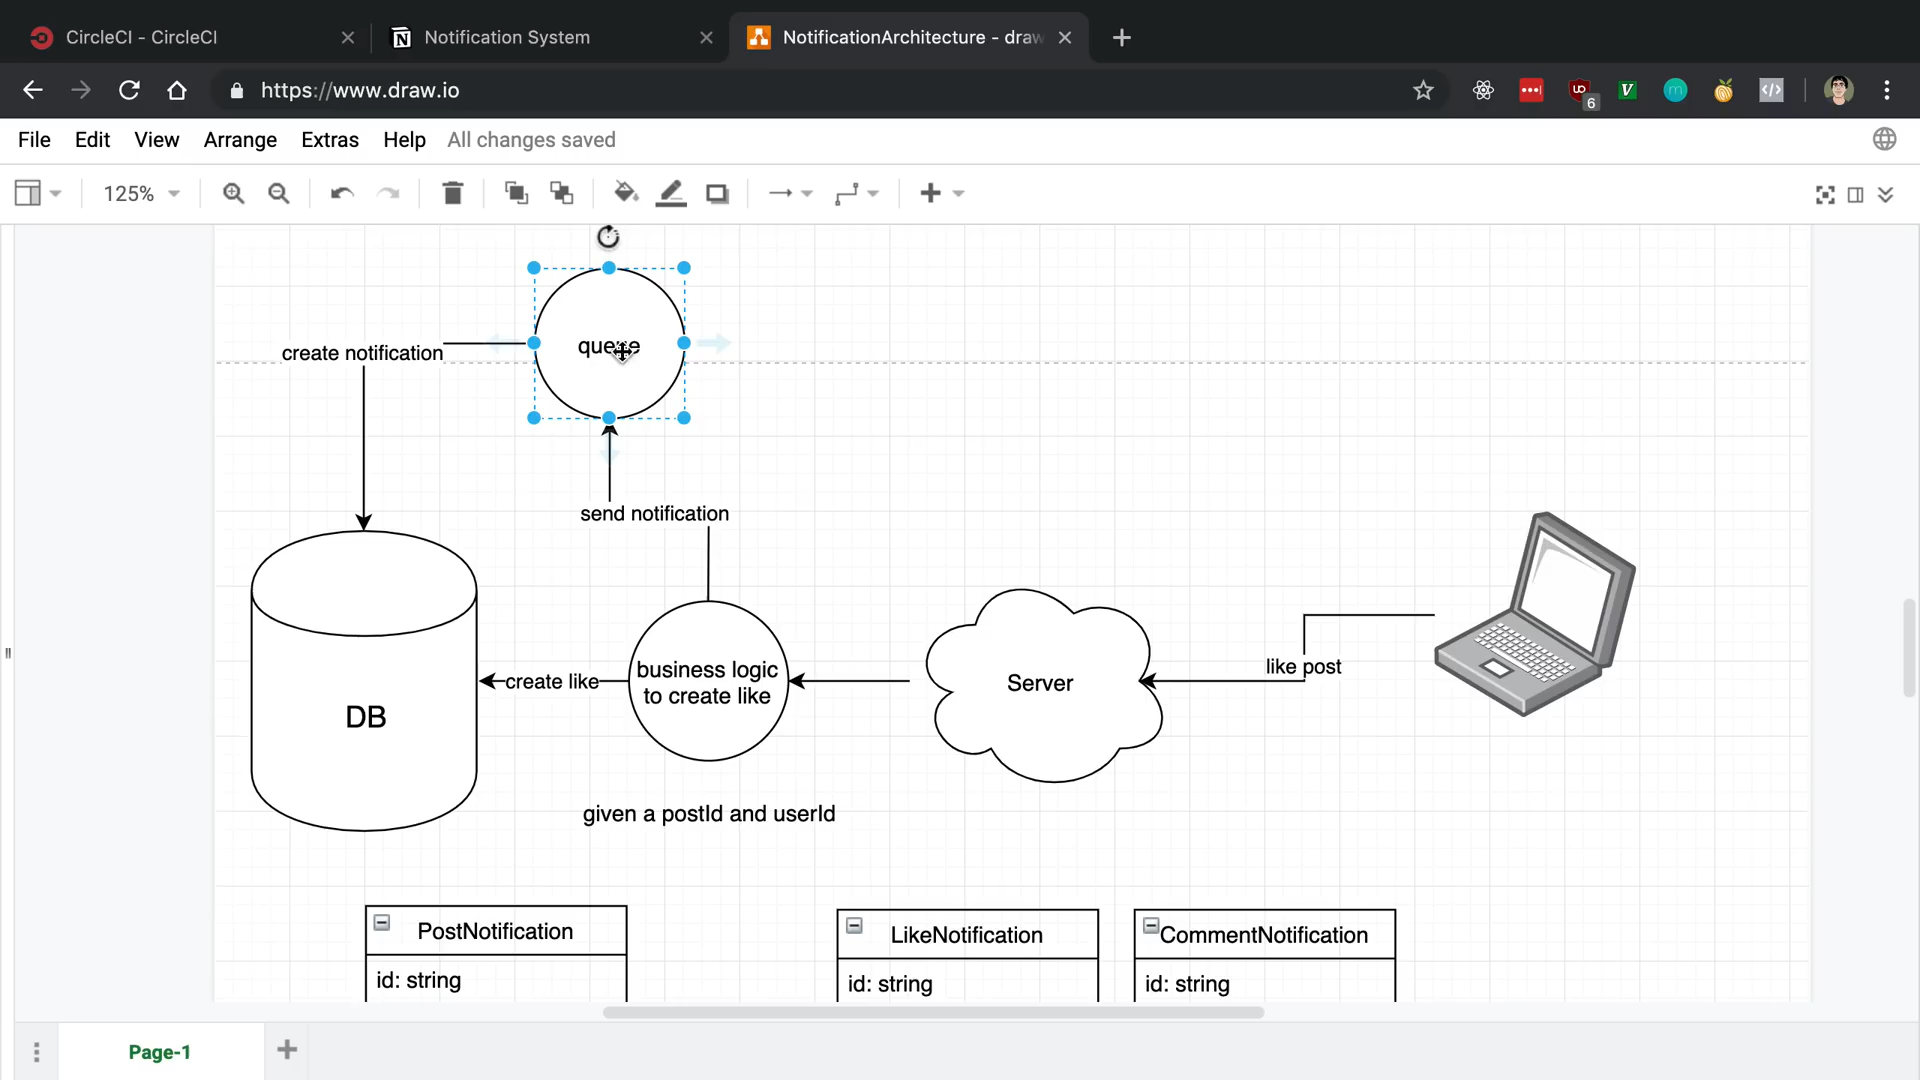 CircleCI - CircleCI
Notification System
NotificationArchitecture - draw
https://www.draw.io
6
File Edit View Arrange Extras Help All changes saved
125%
queue
create notification
send notification
business logic
to create like
create like
Server
like post
DB
given a postId and userId
PostNotification
id: string
LikeNotification
id: string
CommentNotification
id: string
Page-1